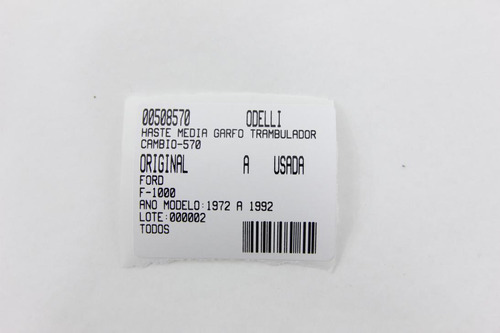 00508570 ODELLI
HASTE MEDIA GARFO TRAMBULADOR
CAMBIO-570
ORIGINAL A USADA
FORD
F-1000
ANO MODELO:1972 A 1992
LOTE:000002
TODOS